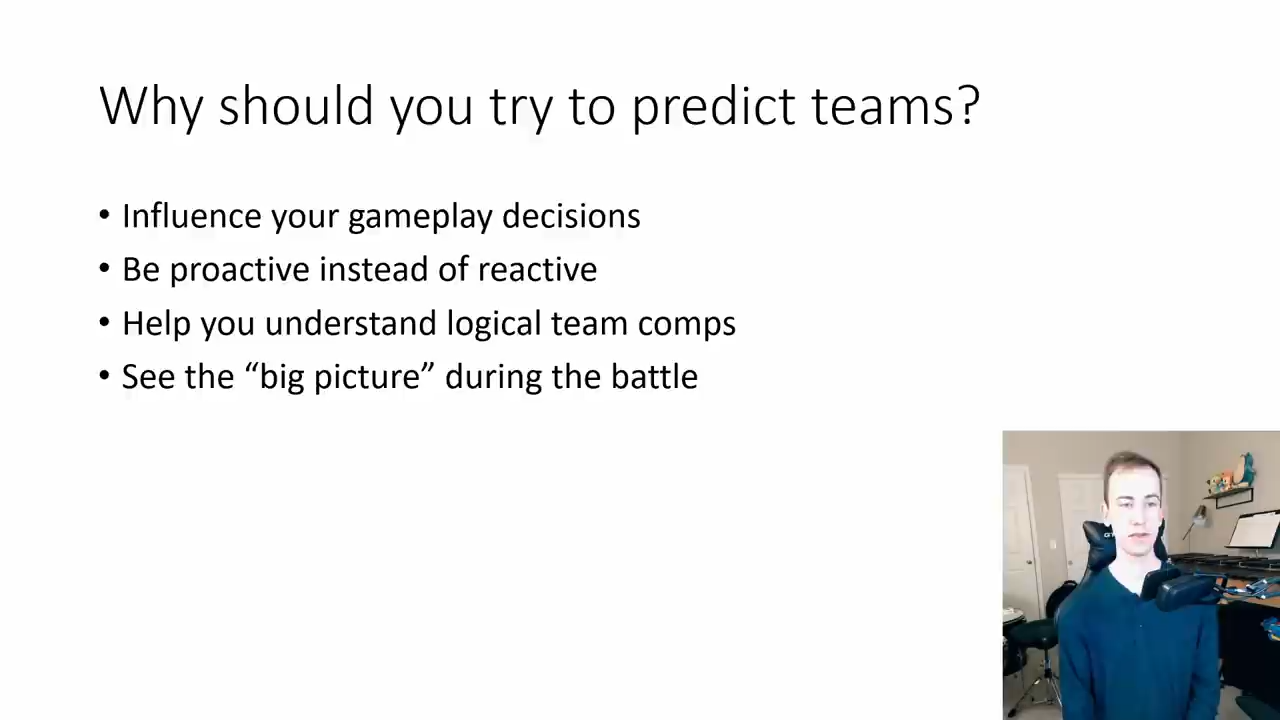 Why should you try to predict teams?
• Influence your gameplay decisions
• Be proactive instead of reactive
• Help you understand logical team comps
• See the “big picture” during the battle